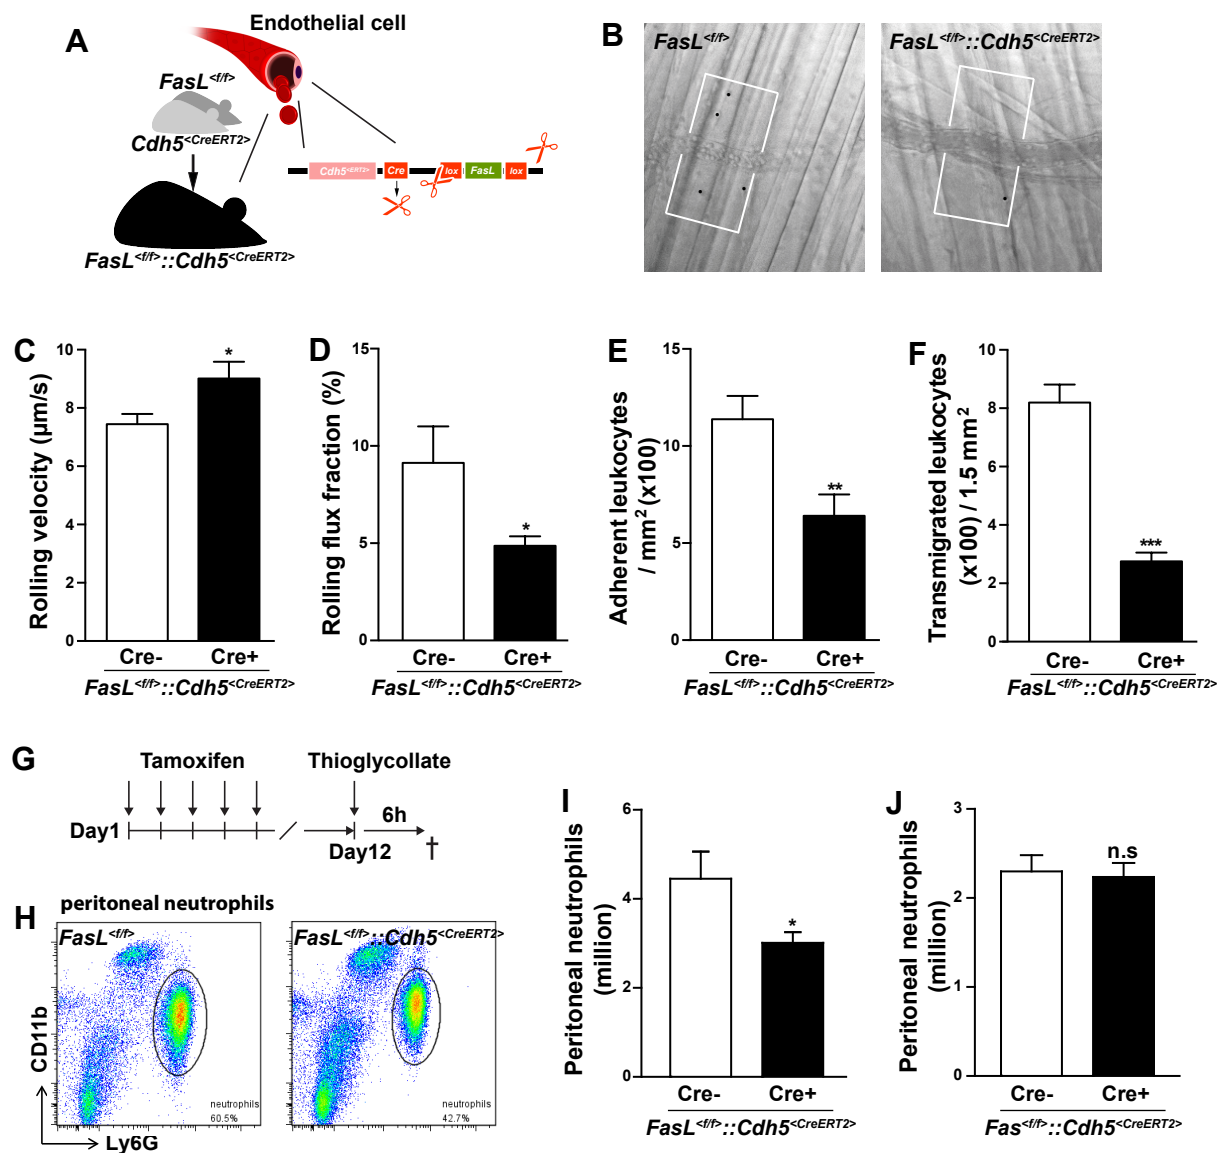 A
Endothelial cell
FasL<f/f>
Cdh5<CreERT2>
FasL<f/f>::Cdh5<CreERT2>
Cdh5<ERT2>
Cre
lox
FasL
lox
B
FasL<f/f>
FasL<f/f>::Cdh5<CreERT2>
C
Rolling velocity (µm/s)
10
8
6
4
2
0
*
Cre-
Cre+
FasL<f/f>::Cdh5<CreERT2>
D
Rolling flux fraction (%)
15
10
5
0
*
Cre-
Cre+
FasL<f/f>::Cdh5<CreERT2>
E
Adherent leukocytes
/ mm2 (x100)
15
10
5
0
**
Cre-
Cre+
FasL<f/f>::Cdh5<CreERT2>
F
Transmigrated leukocytes
(x100) / 1.5 mm2
10
8
6
4
2
0
***
Cre-
Cre+
FasL<f/f>::Cdh5<CreERT2>
G
Tamoxifen
Thioglycollate
Day1
6h
Day12
†
H
peritoneal neutrophils
FasL<f/f>
FasL<f/f>::Cdh5<CreERT2>
CD11b
Ly6G
neutrophils
60.5%
neutrophils
42.7%
I
Peritoneal neutrophils
(million)
6
4
2
0
*
Cre-
Cre+
FasL<f/f>::Cdh5<CreERT2>
J
Peritoneal neutrophils
(million)
3
2
1
0
n.s
Cre-
Cre+
Fas<f/f>::Cdh5<CreERT2>